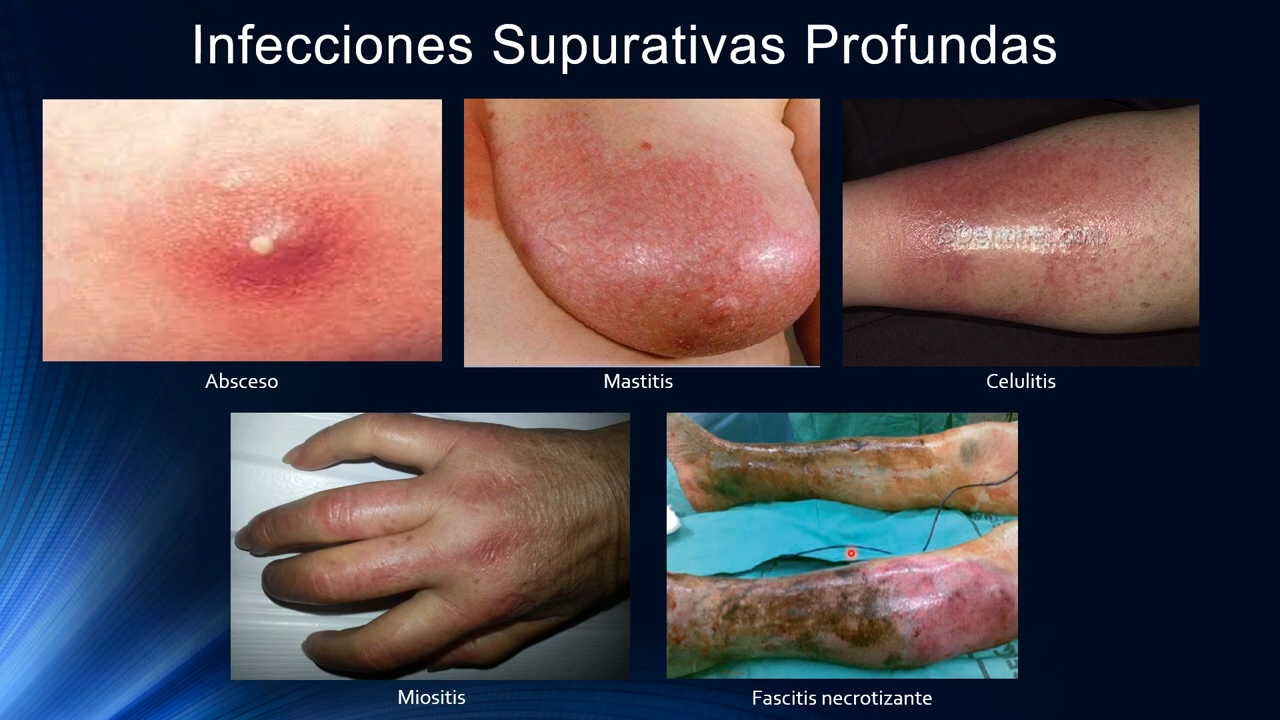 Infecciones Supurativas Profundas
Absceso
Mastitis
Celulitis
Miositis
Fascitis necrotizante